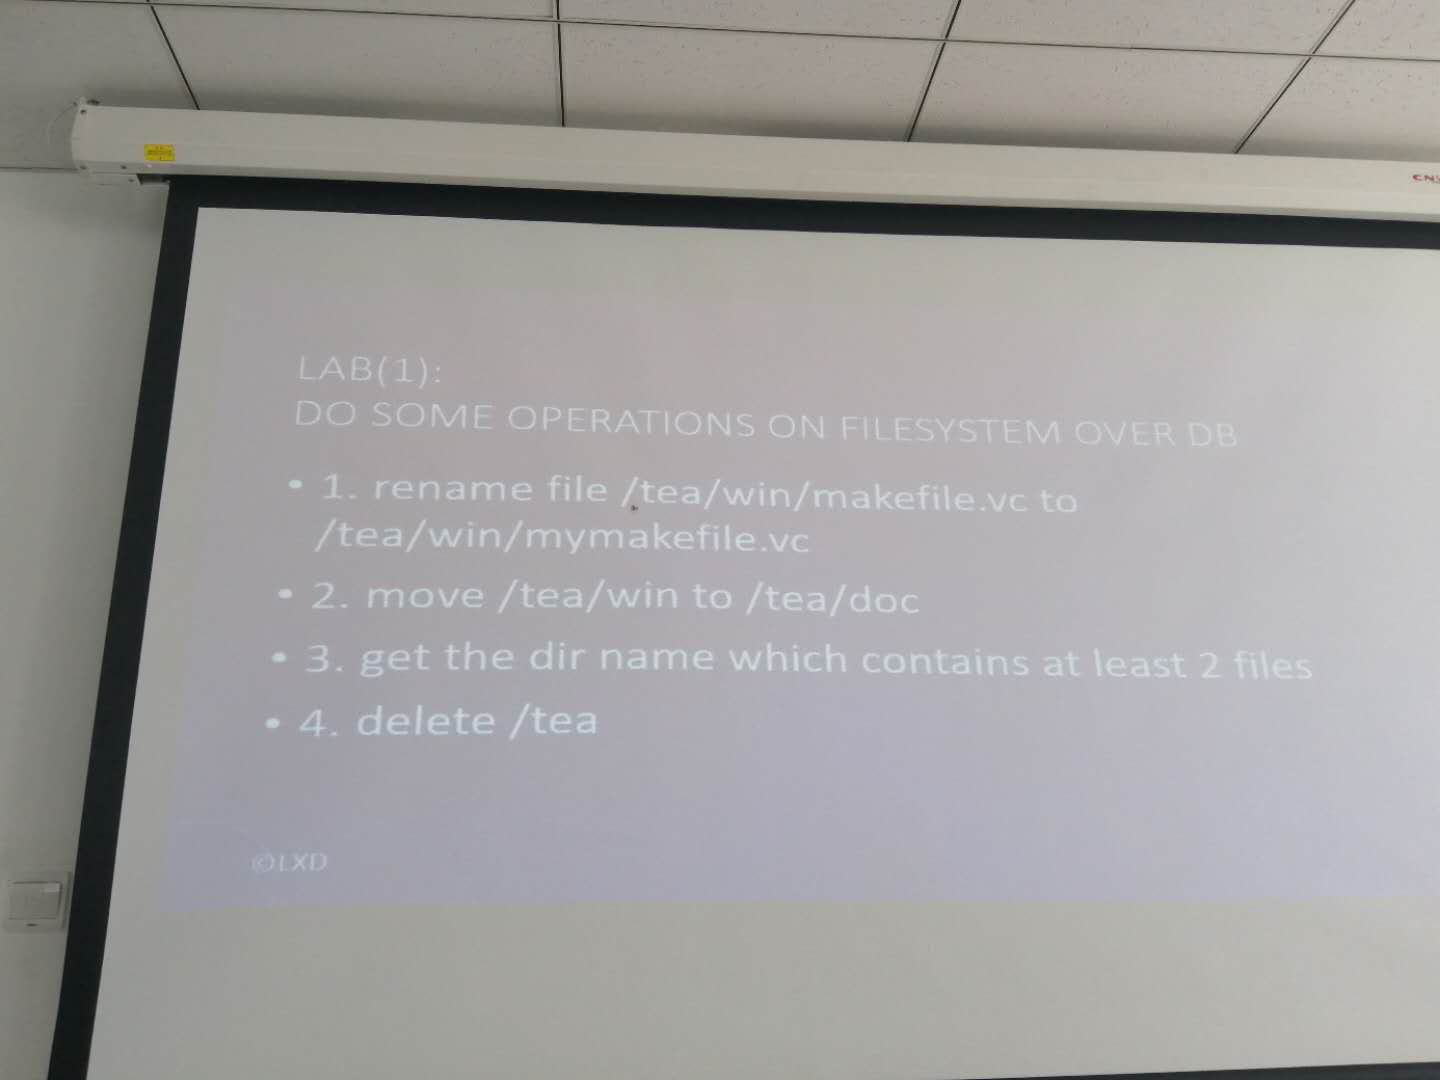 LAB(1):
DO SOME OPERATIONS ON FILESYSTEM OVER DB
• 1. rename file /tea/win/makefile.vc to
/tea/win/mymakefile.vc
• 2. move /tea/win to /tea/doc
• 3. get the dir name which contains at least 2 files
• 4. delete /tea
©LXD